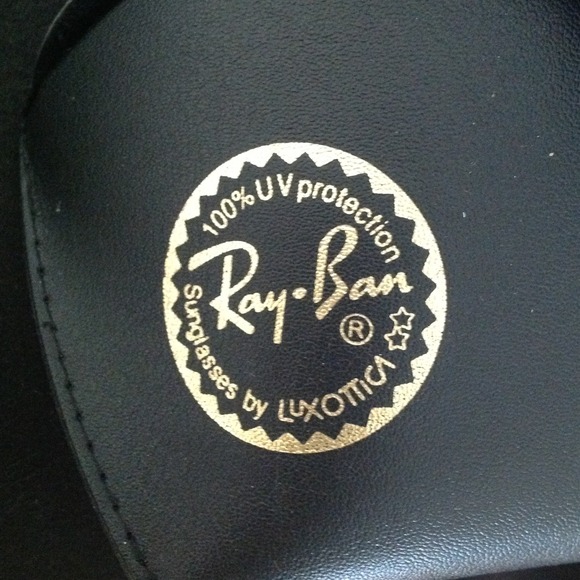 100% UV protection
Ray-Ban
®
Sunglasses by LUXOTTICA